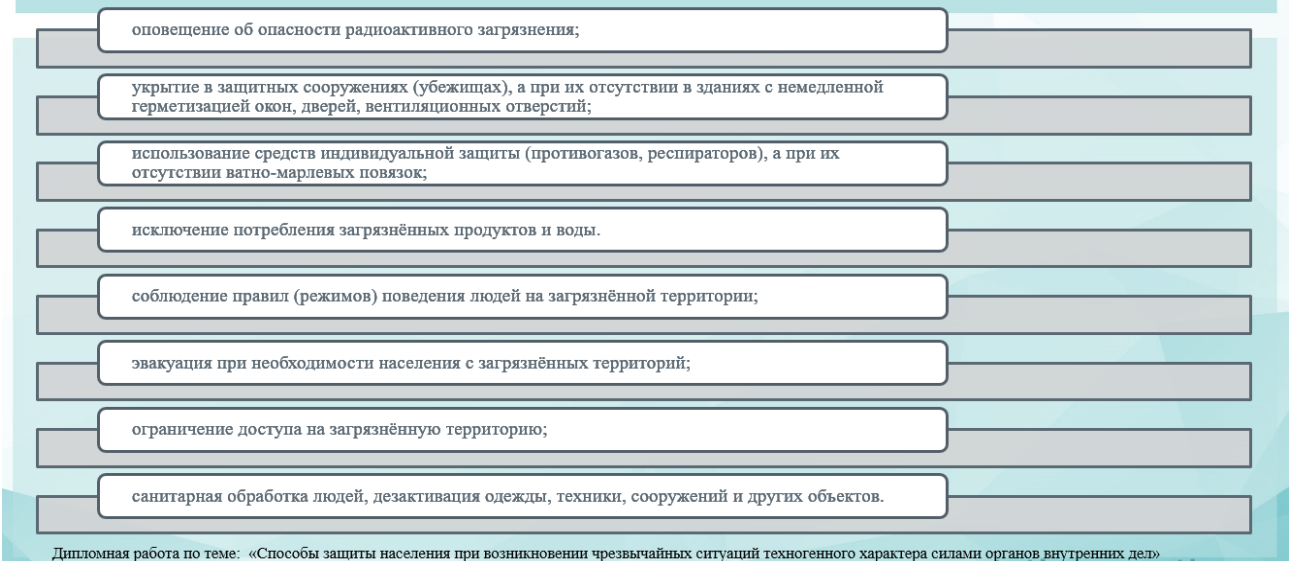 оповещение об опасности радиоактивного загрязнения;
укрытие в защитных сооружениях (убежищах), а при их отсутствии в зданиях с немедленной
герметизацией окон, дверей, вентиляционных отверстий;
использование средств индивидуальной защиты (противогазов, респираторов), а при их
отсутствии ватно-марлевых повязок;
исключение потребления загрязнённых продуктов и воды.
соблюдение правил (режимов) поведения людей на загрязнённой территории;
эвакуация при необходимости населения с загрязнённых территорий;
ограничение доступа на загрязнённую территорию;
санитарная обработка людей, дезактивация одежды, техники, сооружений и других объектов.
Дипломная работа по теме: «Способы защиты населения при возникновении чрезвычайных ситуаций техногенного характера силами органов внутренних дел»